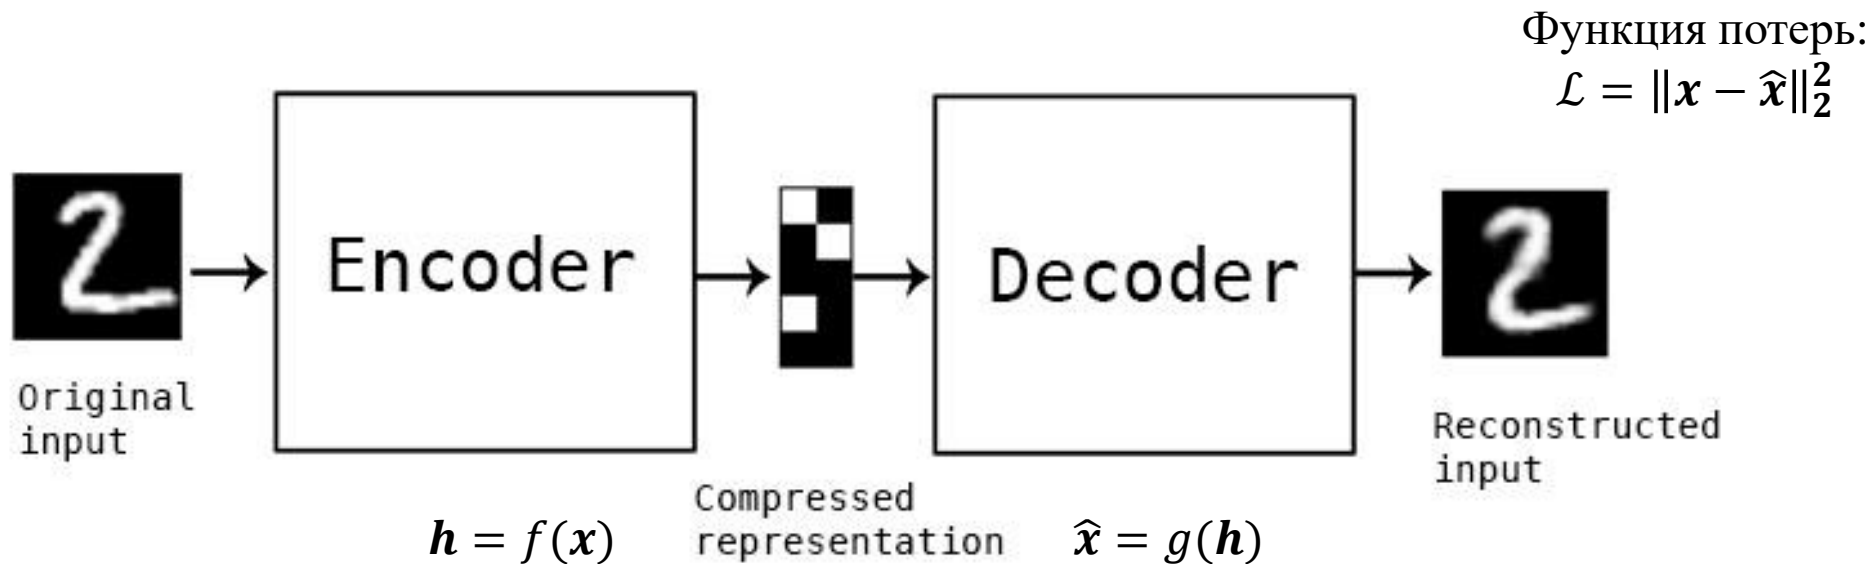 Функция потерь:
ℒ = ‖x − x̂‖₂²
Encoder
Decoder
Original
input
Compressed
representation
Reconstructed
input
h = f(x)
x̂ = g(h)